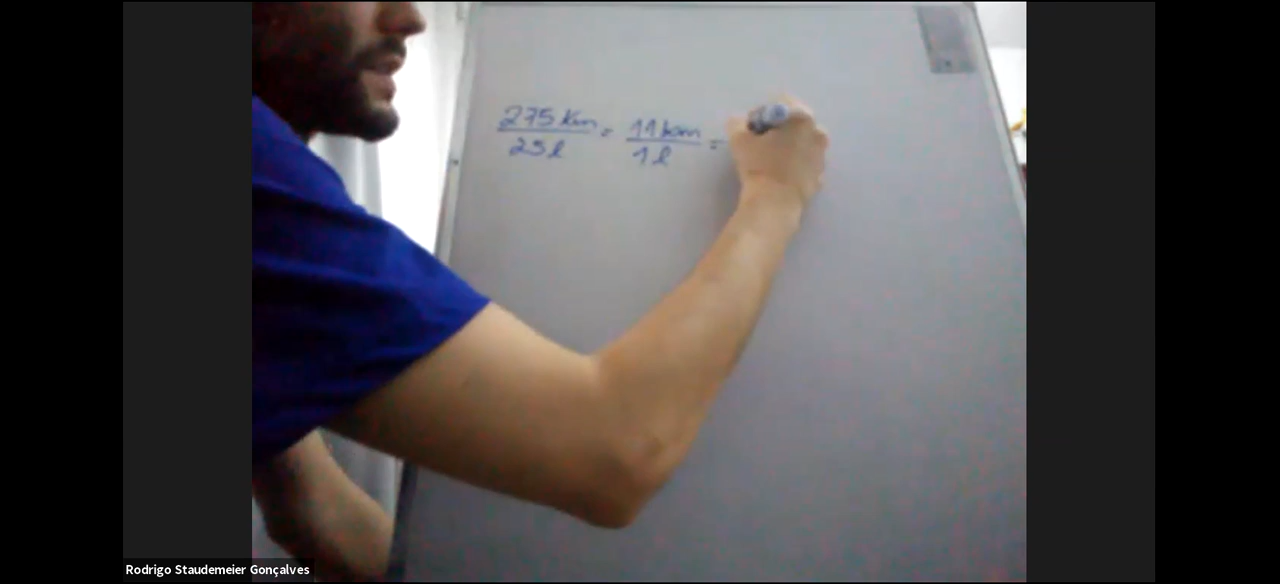 275 Km / 25 l = 11 km / 1 l =
Rodrigo Staudemeier Gonçalves